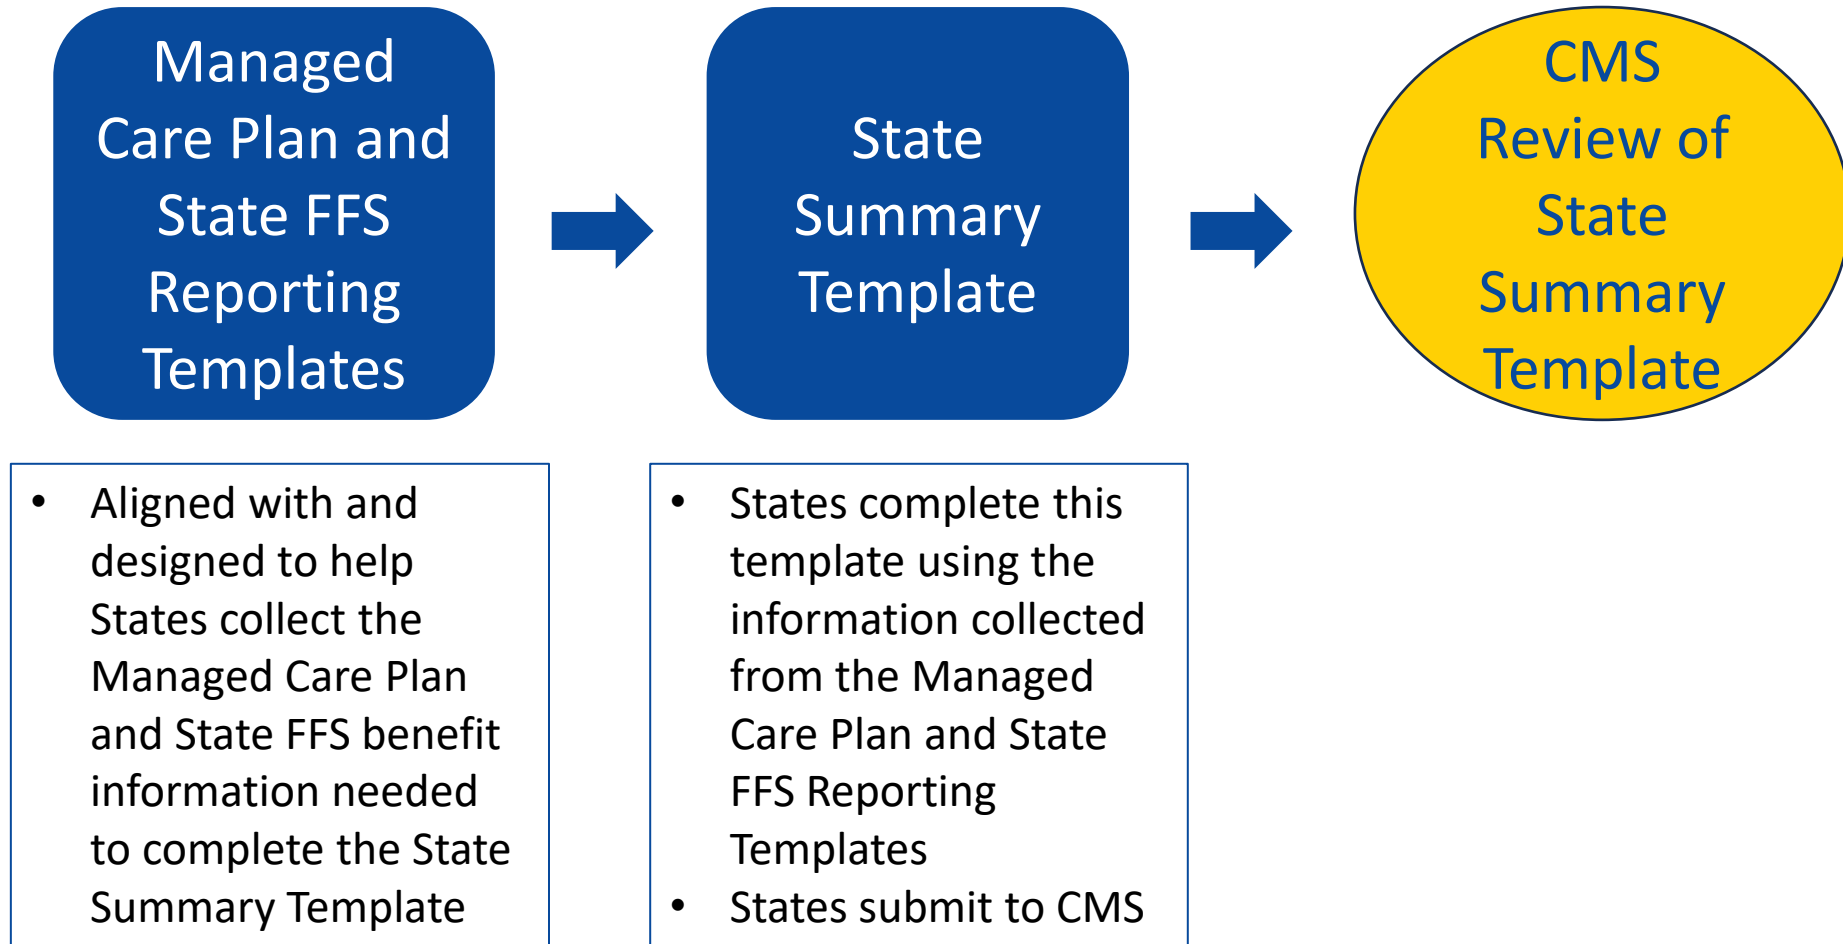 Managed
Care Plan and
State FFS
Reporting
Templates
State
Summary
Template
CMS
Review of
State
Summary
Template
• Aligned with and
designed to help
States collect the
Managed Care Plan
and State FFS benefit
information needed
to complete the State
Summary Template
• States complete this
template using the
information collected
from the Managed
Care Plan and State
FFS Reporting
Templates
• States submit to CMS